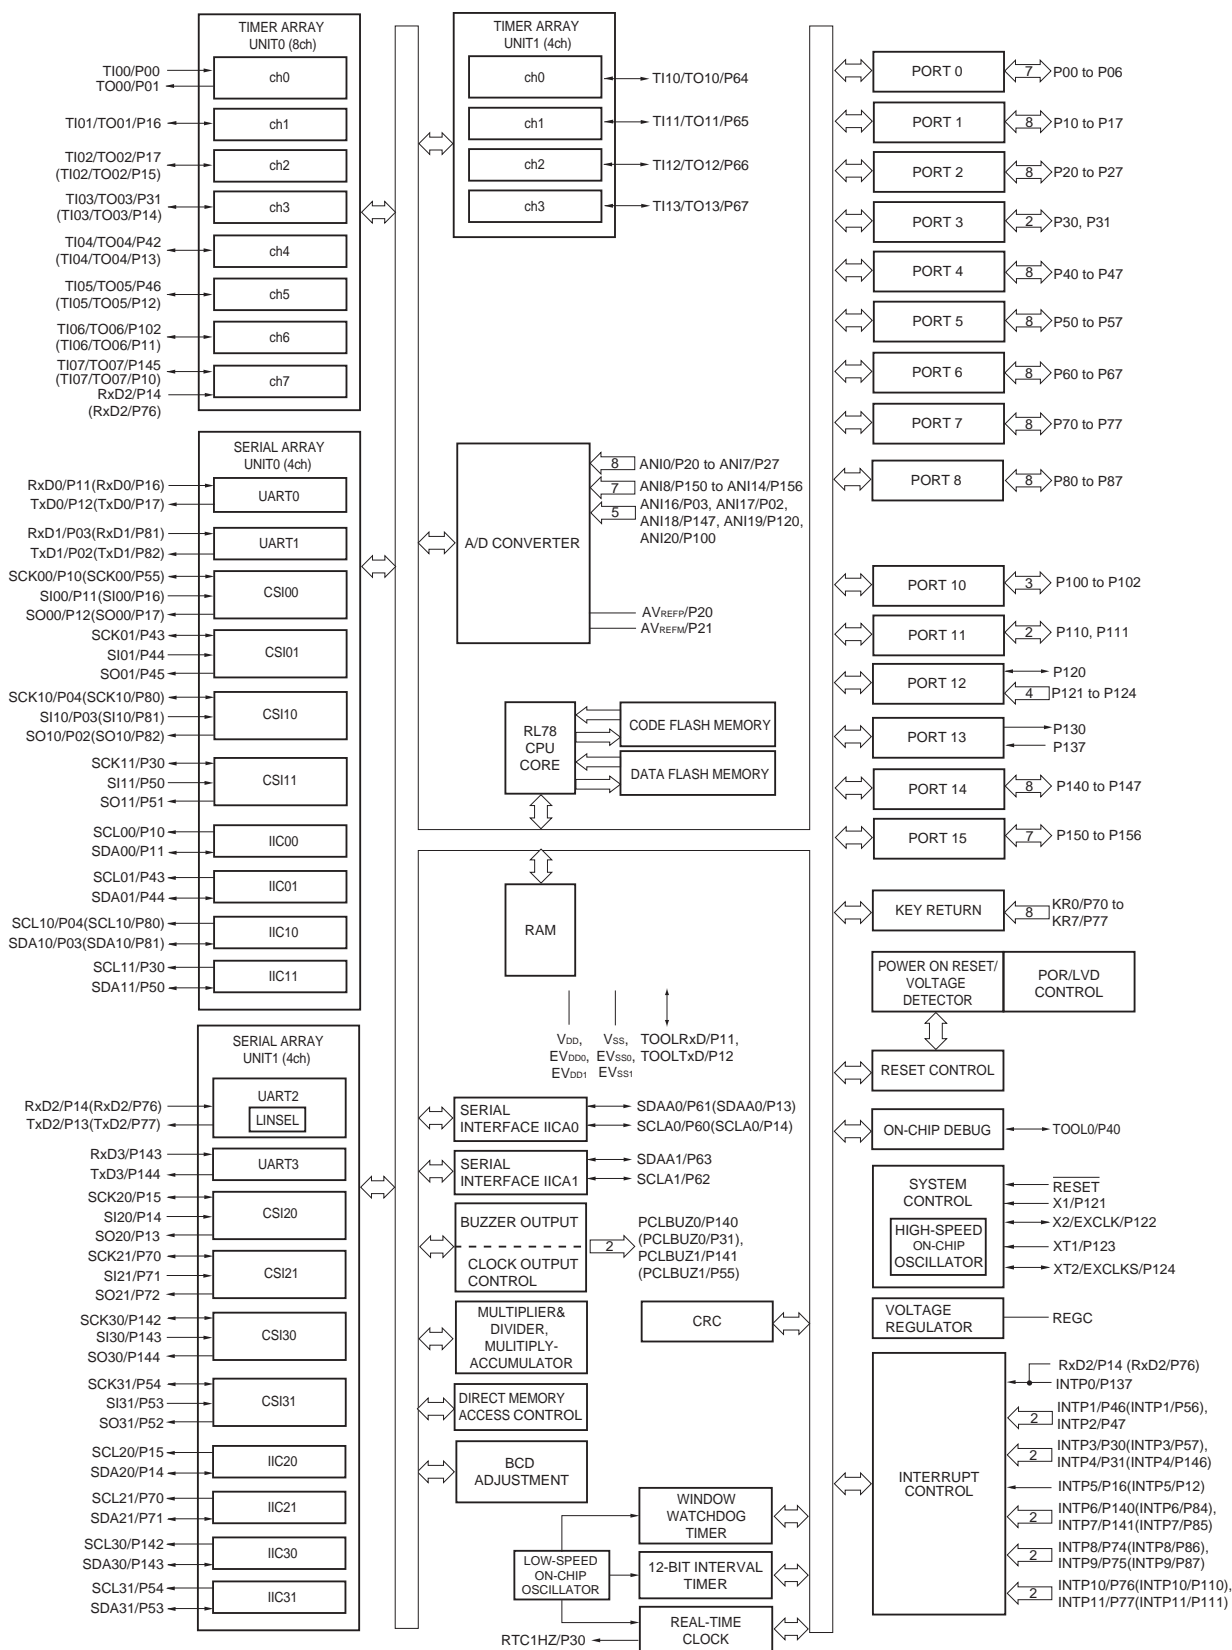 TIMER ARRAY
UNIT0 (8ch)
TI00/P00
TO00/P01
ch0
TI01/TO01/P16
ch1
TI02/TO02/P17
(TI02/TO02/P15)
ch2
TI03/TO03/P31
(TI03/TO03/P14)
ch3
TI04/TO04/P42
(TI04/TO04/P13)
ch4
TI05/TO05/P46
(TI05/TO05/P12)
ch5
TI06/TO06/P102
(TI06/TO06/P11)
ch6
TI07/TO07/P145
(TI07/TO07/P10)
ch7
RxD2/P14
(RxD2/P76)
SERIAL ARRAY
UNIT0 (4ch)
RxD0/P11(RxD0/P16)
TxD0/P12(TxD0/P17)
UART0
RxD1/P03(RxD1/P81)
TxD1/P02(TxD1/P82)
UART1
SCK00/P10(SCK00/P55)
SI00/P11(SI00/P16)
SO00/P12(SO00/P17)
CSI00
SCK01/P43
SI01/P44
SO01/P45
CSI01
SCK10/P04(SCK10/P80)
SI10/P03(SI10/P81)
SO10/P02(SO10/P82)
CSI10
SCK11/P30
SI11/P50
SO11/P51
CSI11
SCL00/P10
SDA00/P11
IIC00
SCL01/P43
SDA01/P44
IIC01
SCL10/P04(SCL10/P80)
SDA10/P03(SDA10/P81)
IIC10
SCL11/P30
SDA11/P50
IIC11
SERIAL ARRAY
UNIT1 (4ch)
UART2
LINSEL
RxD2/P14(RxD2/P76)
TxD2/P13(TxD2/P77)
RxD3/P143
TxD3/P144
UART3
SCK20/P15
SI20/P14
SO20/P13
CSI20
SCK21/P70
SI21/P71
SO21/P72
CSI21
SCK30/P142
SI30/P143
SO30/P144
CSI30
SCK31/P54
SI31/P53
SO31/P52
CSI31
SCL20/P15
SDA20/P14
IIC20
SCL21/P70
SDA21/P71
IIC21
SCL30/P142
SDA30/P143
IIC30
SCL31/P54
SDA31/P53
IIC31
TIMER ARRAY
UNIT1 (4ch)
ch0
TI10/TO10/P64
ch1
TI11/TO11/P65
ch2
TI12/TO12/P66
ch3
TI13/TO13/P67
A/D CONVERTER
8 ANI0/P20 to ANI7/P27
7 ANI8/P150 to ANI14/P156
5 ANI16/P03, ANI17/P02,
ANI18/P147, ANI19/P120,
ANI20/P100
AVREFP/P20
AVREFM/P21
RL78
CPU
CORE
CODE FLASH MEMORY
DATA FLASH MEMORY
RAM
VDD,
EVDD0,
EVDD1
VSS,
EVSS0,
EVSS1
TOOLRxD/P11,
TOOLTxD/P12
SERIAL
INTERFACE IICA0
SDAA0/P61(SDAA0/P13)
SCLA0/P60(SCLA0/P14)
SERIAL
INTERFACE IICA1
SDAA1/P63
SCLA1/P62
BUZZER OUTPUT
CLOCK OUTPUT
CONTROL
2
PCLBUZ0/P140
(PCLBUZ0/P31),
PCLBUZ1/P141
(PCLBUZ1/P55)
MULTIPLIER&
DIVIDER,
MULITIPLY-
ACCUMULATOR
CRC
DIRECT MEMORY
ACCESS CONTROL
BCD
ADJUSTMENT
WINDOW
WATCHDOG
TIMER
LOW-SPEED
ON-CHIP
OSCILLATOR
12-BIT INTERVAL
TIMER
REAL-TIME
CLOCK
RTC1HZ/P30
PORT 0
7 P00 to P06
PORT 1
8 P10 to P17
PORT 2
8 P20 to P27
PORT 3
2 P30, P31
PORT 4
8 P40 to P47
PORT 5
8 P50 to P57
PORT 6
8 P60 to P67
PORT 7
8 P70 to P77
PORT 8
8 P80 to P87
PORT 10
3 P100 to P102
PORT 11
2 P110, P111
PORT 12
P120
4 P121 to P124
PORT 13
P130
P137
PORT 14
8 P140 to P147
PORT 15
7 P150 to P156
KEY RETURN
8 KR0/P70 to
KR7/P77
POWER ON RESET/
VOLTAGE
DETECTOR
POR/LVD
CONTROL
RESET CONTROL
ON-CHIP DEBUG
TOOL0/P40
SYSTEM
CONTROL
HIGH-SPEED
ON-CHIP
OSCILLATOR
RESET
X1/P121
X2/EXCLK/P122
XT1/P123
XT2/EXCLKS/P124
VOLTAGE
REGULATOR
REGC
INTERRUPT
CONTROL
RxD2/P14 (RxD2/P76)
INTP0/P137
2 INTP1/P46(INTP1/P56),
INTP2/P47
2 INTP3/P30(INTP3/P57),
INTP4/P31(INTP4/P146)
INTP5/P16(INTP5/P12)
2 INTP6/P140(INTP6/P84),
INTP7/P141(INTP7/P85)
2 INTP8/P74(INTP8/P86),
INTP9/P75(INTP9/P87)
2 INTP10/P76(INTP10/P110),
INTP11/P77(INTP11/P111)